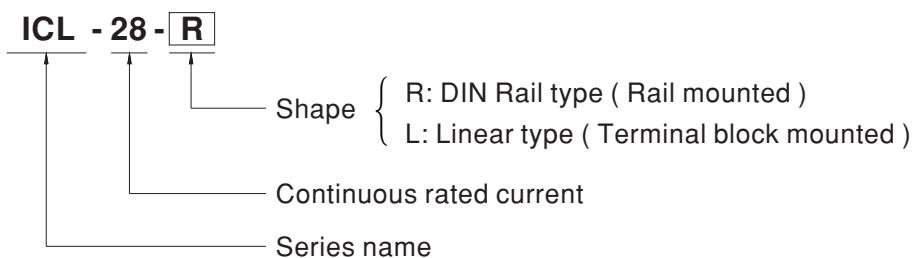 ICL - 28 - R
R: DIN Rail type ( Rail mounted )
Shape
L: Linear type ( Terminal block mounted )
Continuous rated current
Series name